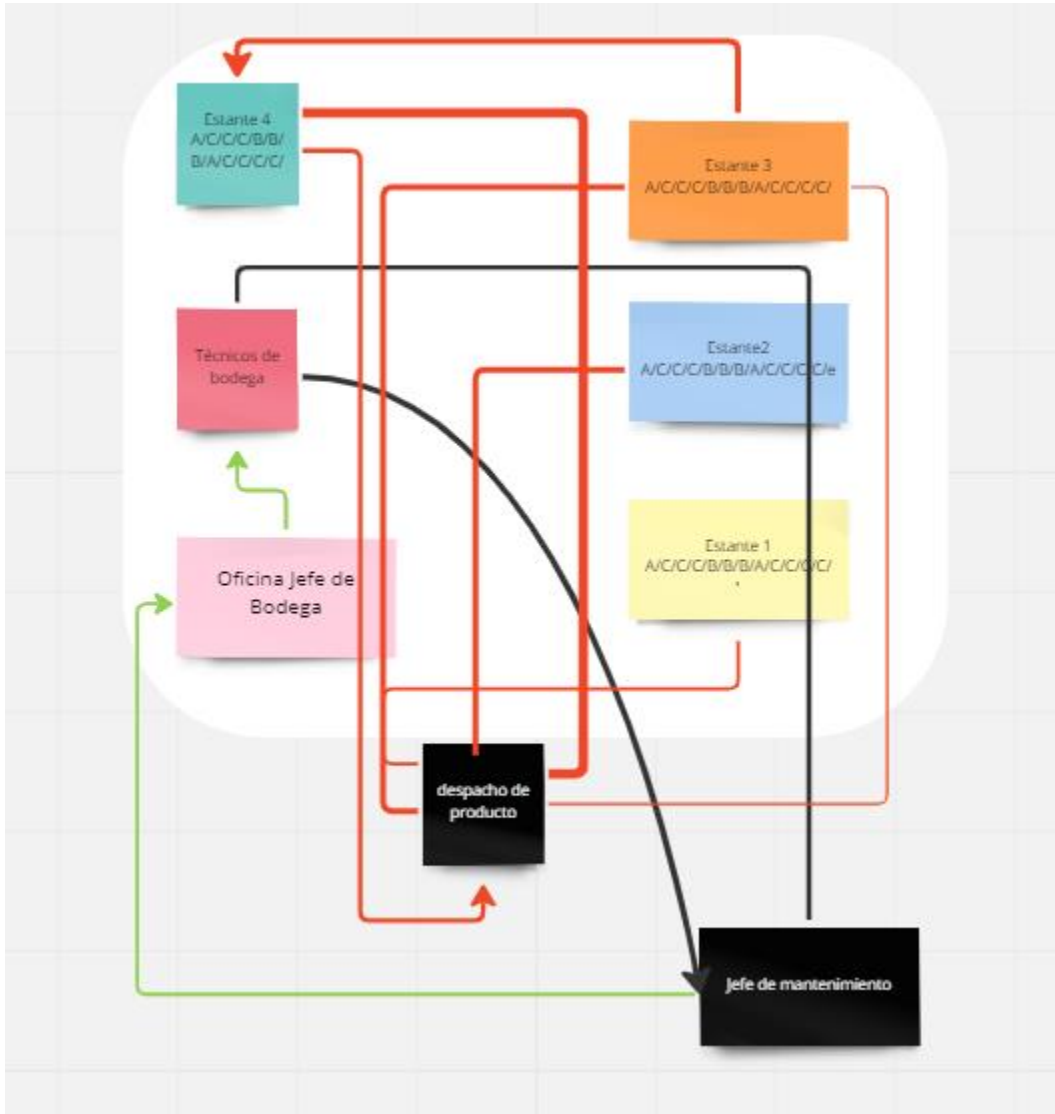 Estante 4
A/C/C/C/B/B/
B/A/C/C/C/C/
Estante 3
A/C/C/C/B/B/B/A/C/C/C/C/
Técnicos de
bodega
Estante2
A/C/C/C/B/B/B/A/C/C/C/C/e
Oficina Jefe de
Bodega
Estante 1
A/C/C/C/B/B/B/A/C/C/C/C/
despacho de
producto
Jefe de mantenimiento